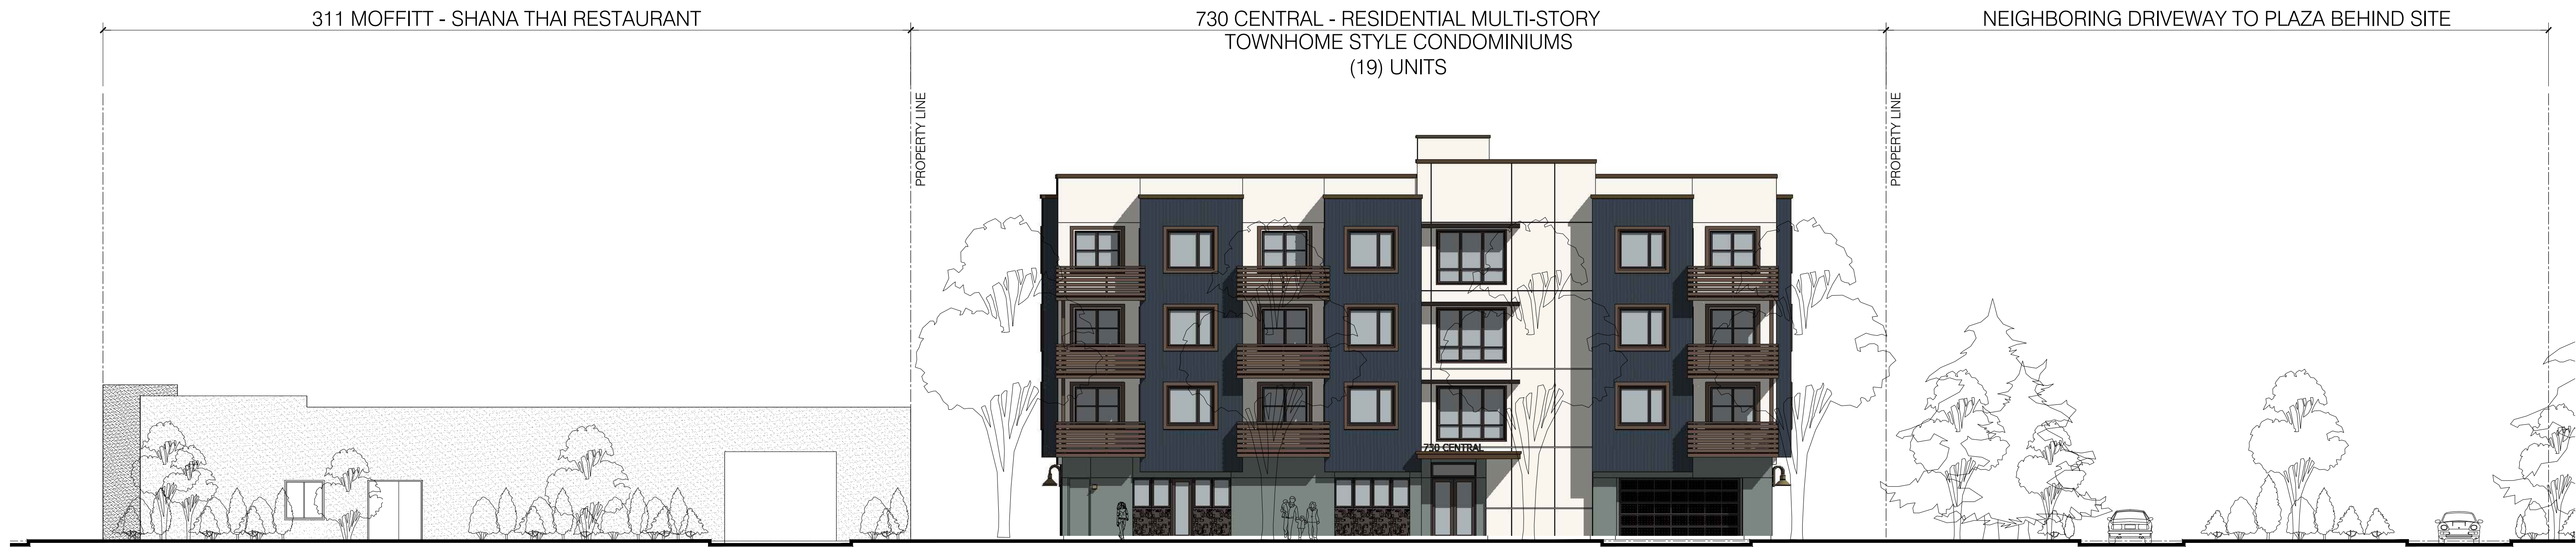 311 MOFFITT - SHANA THAI RESTAURANT
730 CENTRAL - RESIDENTIAL MULTI-STORY
TOWNHOME STYLE CONDOMINIUMS
(19) UNITS
NEIGHBORING DRIVEWAY TO PLAZA BEHIND SITE
PROPERTY LINE
PROPERTY LINE
730 CENTRAL